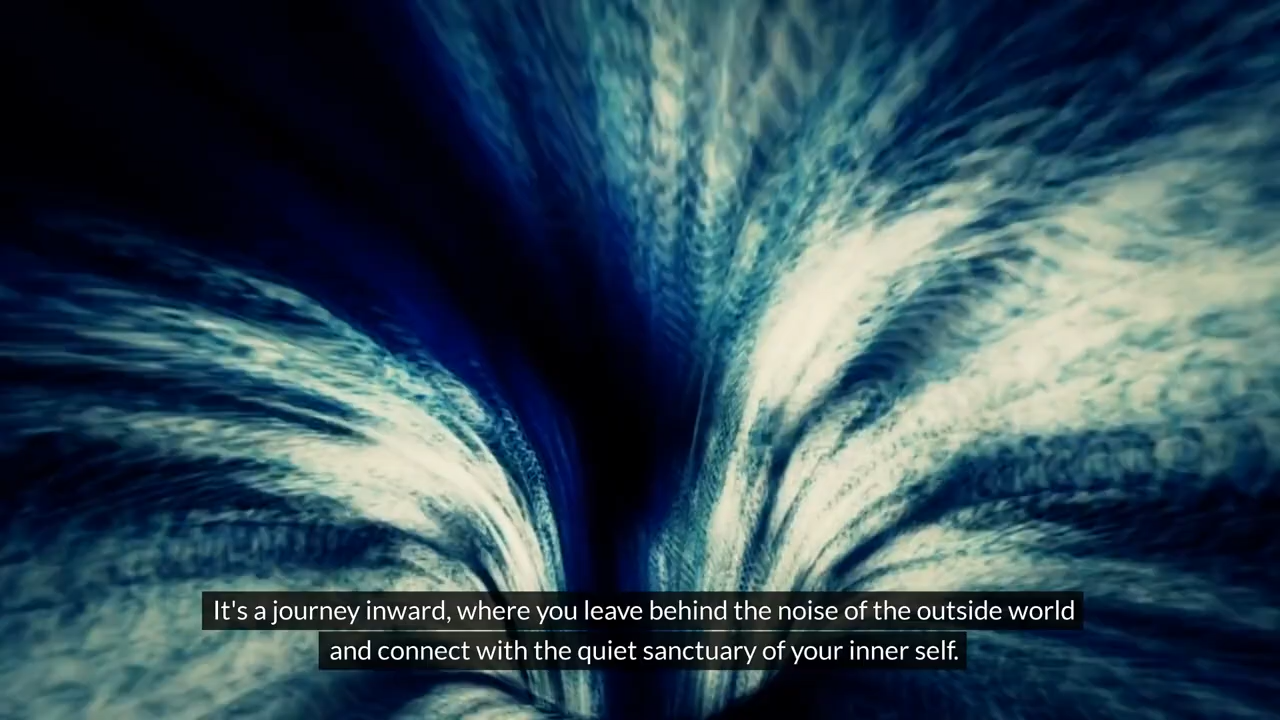 It's a journey inward, where you leave behind the noise of the outside world
and connect with the quiet sanctuary of your inner self.